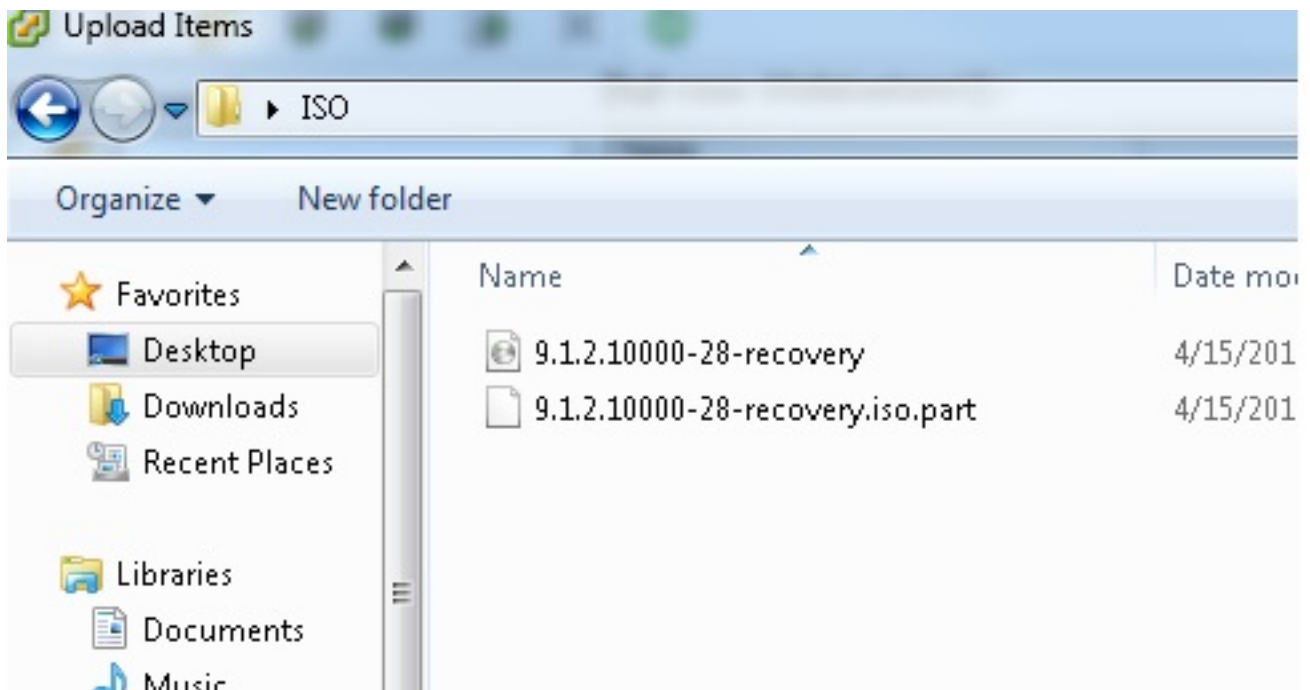 Upload Items
ISO
Organize
New folder
Favorites
Desktop
Downloads
Recent Places
Libraries
Documents
Music
Name
Date mo
9.1.2.10000-28-recovery
4/15/201
9.1.2.10000-28-recovery.iso.part
4/15/201